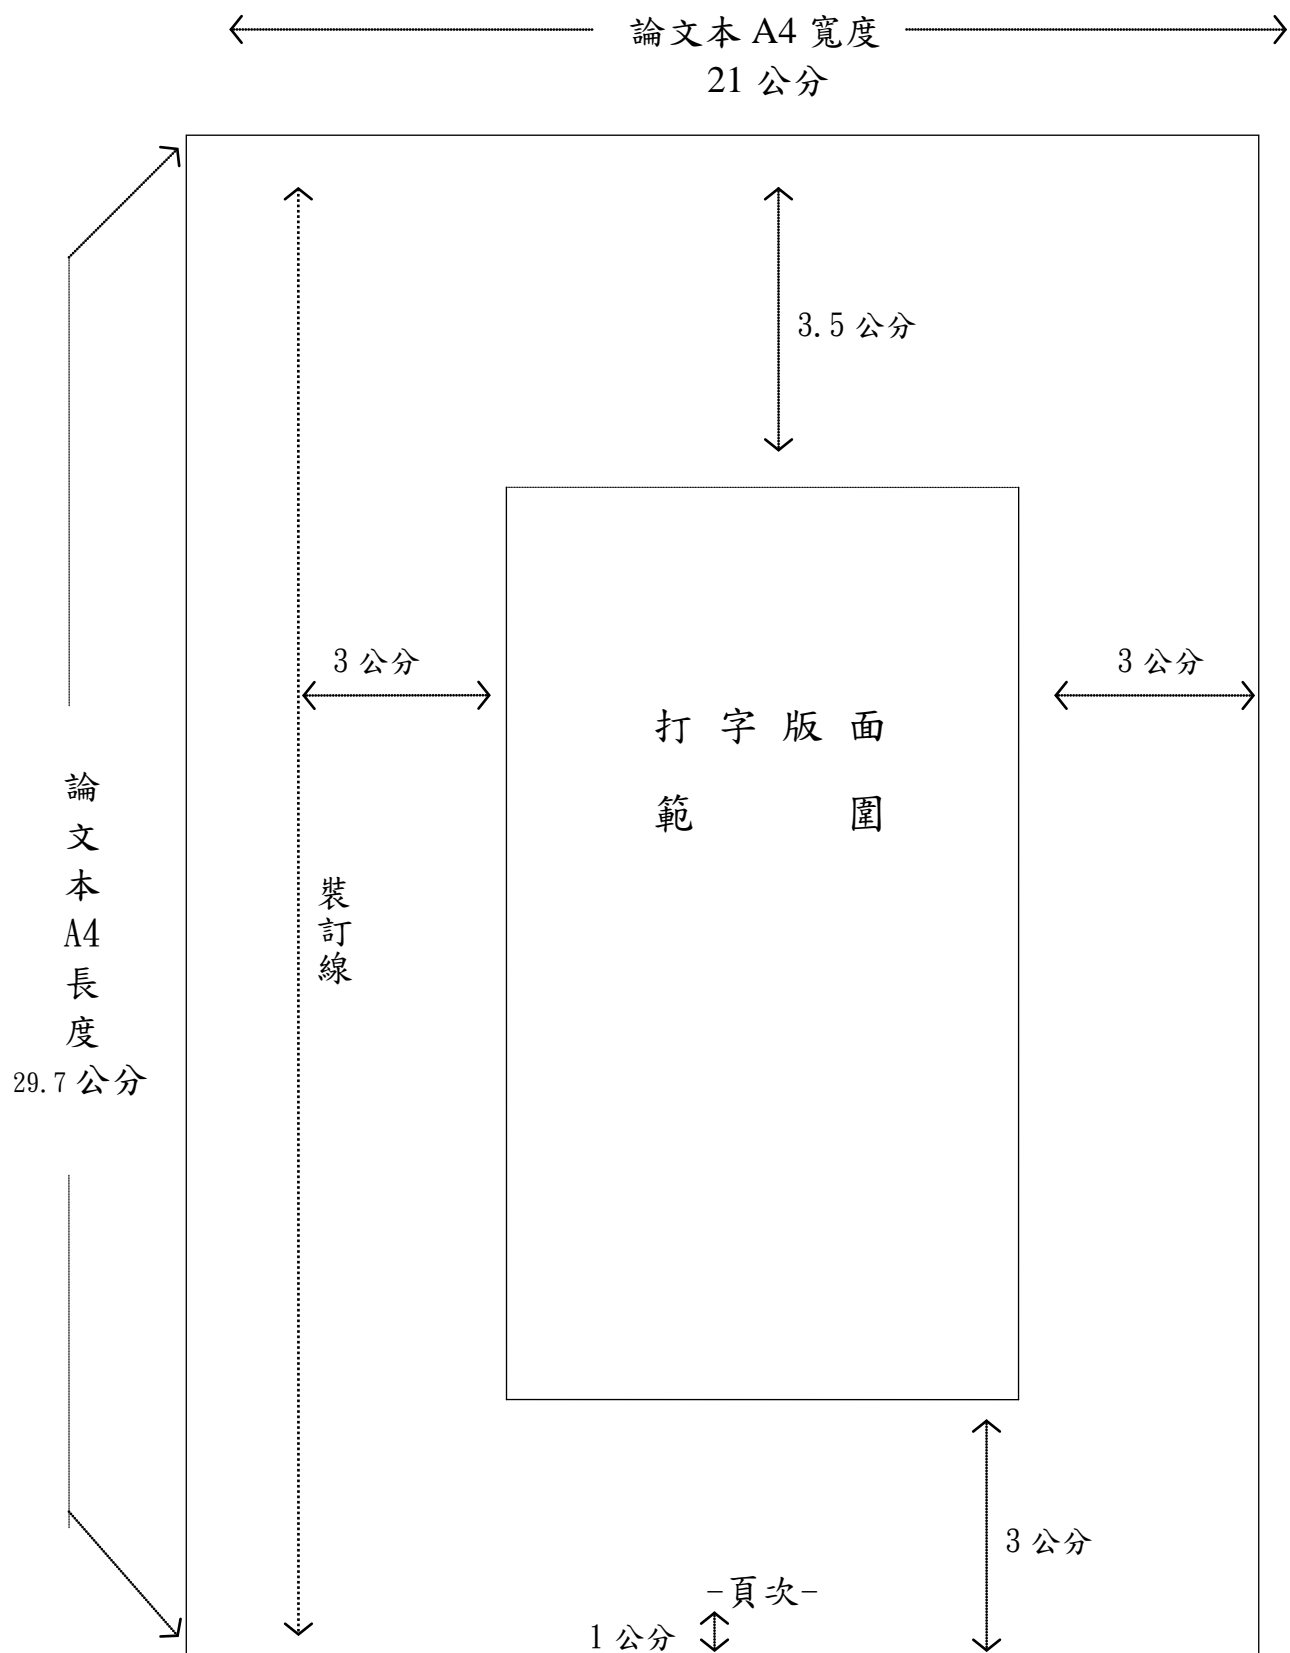 論文本 A4 寬度
21 公分
3.5 公分
3 公分
3 公分
打 字 版 面
範 圍
論
文
本
A4
長
度
29.7 公分
裝
訂
線
3 公分
-頁次-
1 公分